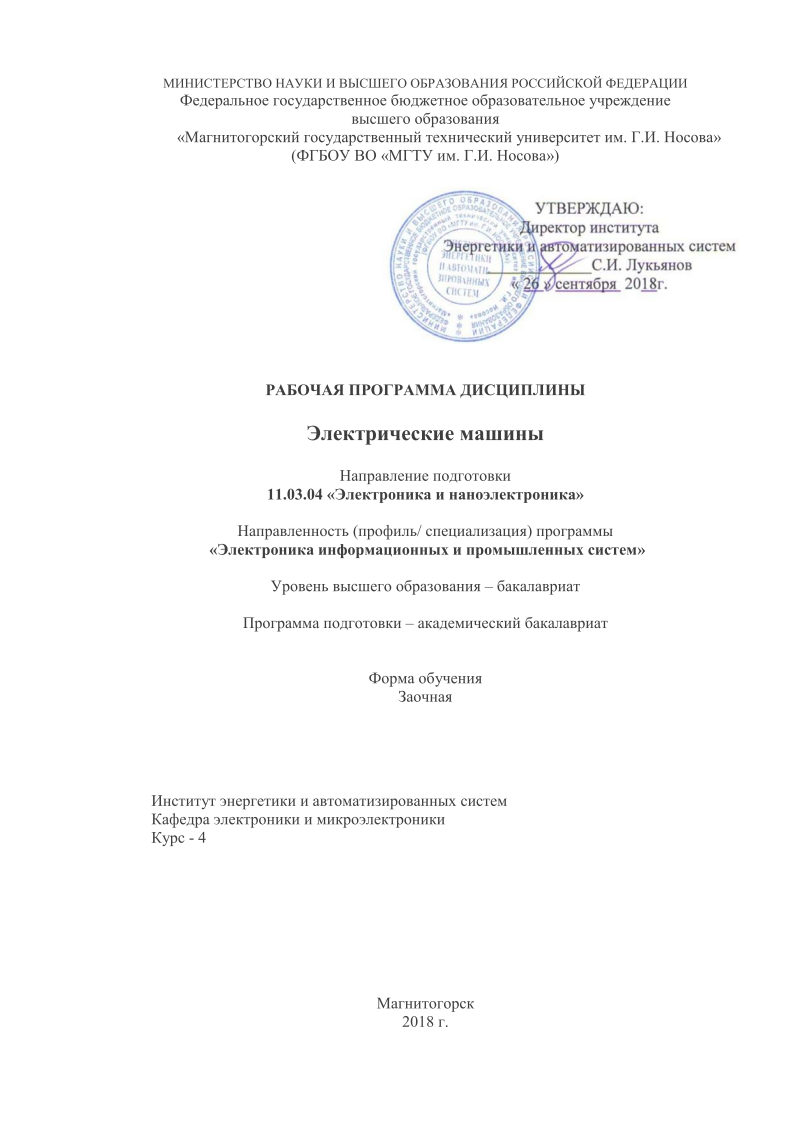 МИНИСТЕРСТВО НАУКИ И ВЫСШЕГО ОБРАЗОВАНИЯ РОССИЙСКОЙ ФЕДЕРАЦИИ
Федеральное государственное бюджетное образовательное учреждение
высшего образования
«Магнитогорский государственный технический университет им. Г.И. Носова»
(ФГБОУ ВО «МГТУ им. Г.И. Носова»)
УТВЕРЖДАЮ:
Директор института
Энергетики и автоматизированных систем
С.И. Лукьянов
« 26 » сентября 2018г.
ЭНЕРГЕТИКИ
И АВТОМАТИ
ЗИРОВАННЫХ
СИСТЕМ
РАБОЧАЯ ПРОГРАММА ДИСЦИПЛИНЫ
Электрические машины
Направление подготовки
11.03.04 «Электроника и наноэлектроника»
Направленность (профиль/ специализация) программы
«Электроника информационных и промышленных систем»
Уровень высшего образования – бакалавриат
Программа подготовки – академический бакалавриат
Форма обучения
Заочная
Институт энергетики и автоматизированных систем
Кафедра электроники и микроэлектроники
Курс - 4
Магнитогорск
2018 г.